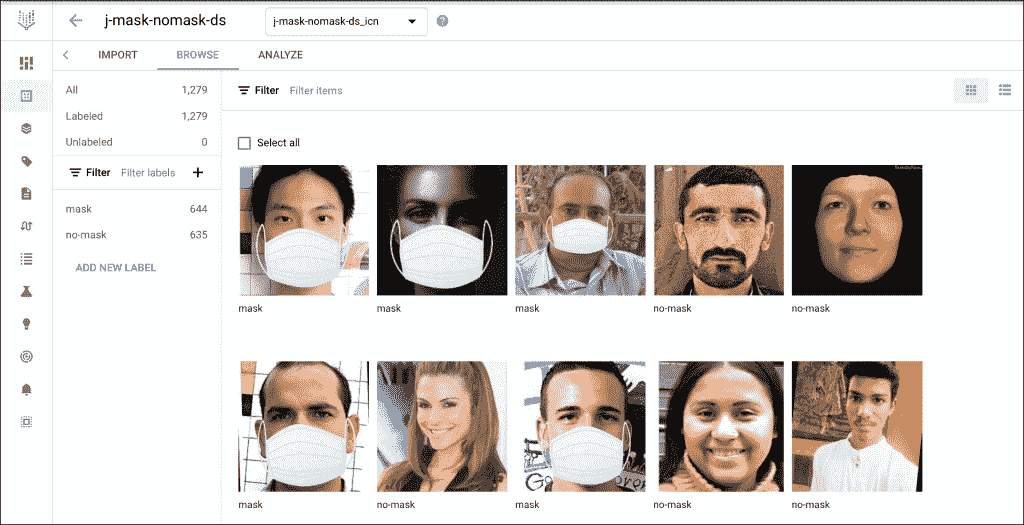 j-mask-nomask-ds
j-mask-nomask-ds_icn
IMPORT BROWSE ANALYZE
All 1,279
Labeled 1,279
Unlabeled 0
Filter Filter labels +
mask 644
no-mask 635
ADD NEW LABEL
Filter Filter items
Select all
mask mask mask no-mask no-mask
mask no-mask mask no-mask no-mask